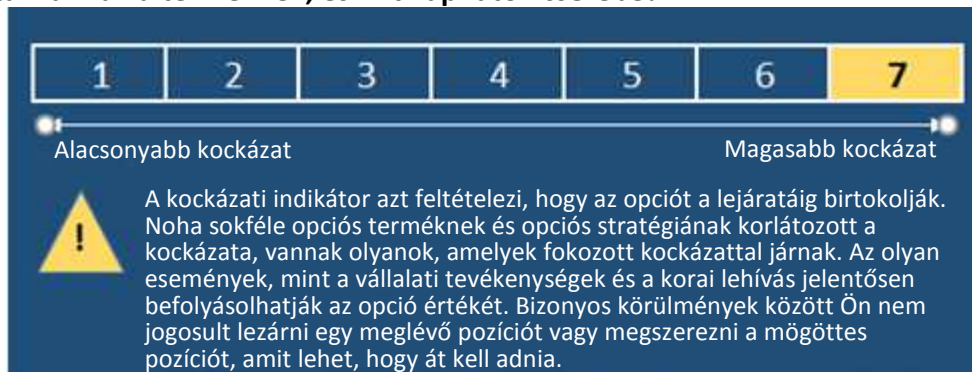 1 2 3 4 5 6 7
Alacsonyabb kockázat Magasabb kockázat
A kockázati indikátor azt feltételezi, hogy az opciót a lejáratáig birtokolják.
! Noha sokféle opciós terméknek és opciós stratégiának korlátozott a
kockázata, vannak olyanok, amelyek fokozott kockázattal járnak. Az olyan
események, mint a vállalati tevékenységek és a korai lehívás jelentősen
befolyásolhatják az opció értékét. Bizonyos körülmények között Ön nem
jogosult lezárni egy meglévő pozíciót vagy megszerezni a mögöttes
pozíciót, amit lehet, hogy át kell adnia.